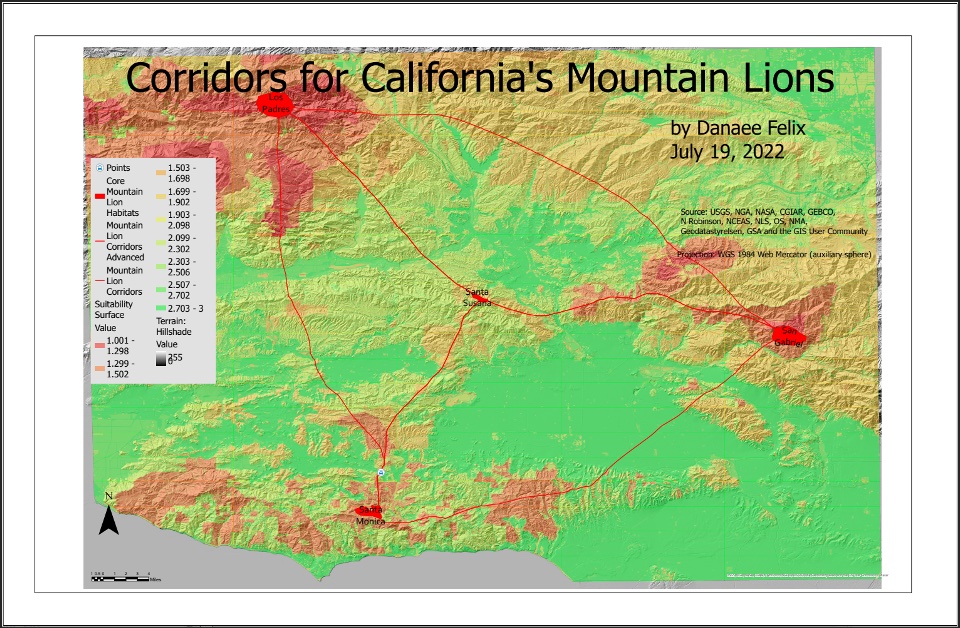 Corridors for California's Mountain Lions
by Danaee Felix
July 19, 2022
Los
Padres
Points
Core
Mountain
Lion
Habitats
Mountain
Lion
Corridors
Advanced
Mountain
Lion
Corridors
Suitability
Surface
Value
1.001 -
1.298
1.299 -
1.502
1.503 -
1.698
1.699 -
1.902
1.903 -
2.098
2.099 -
2.302
2.303 -
2.506
2.507 -
2.702
2.703 - 3
Terrain:
Hillshade
Value
255
0
Source: USGS, NGA, NASA, CGIAR, GEBCO,
N Robinson, NCEAS, NLS, OS, NMA,
Geodatastyrelsen, GSA and the GIS User Community
Projection: WGS 1984 Web Mercator (auxiliary sphere)
Santa
Susana
San
Gabriel
Santa
Monica
N
Miles